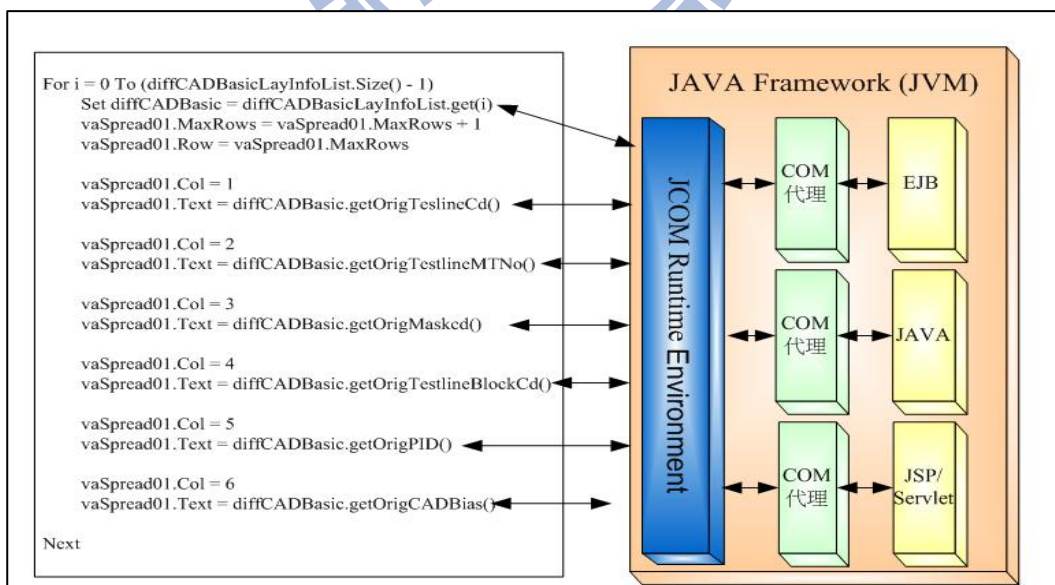 For i = 0 To (diffCADBasicLayInfoList.Size() - 1)
Set diffCADBasic = diffCADBasicLayInfoList.get(i)
vaSpread01.MaxRows = vaSpread01.MaxRows + 1
vaSpread01.Row = vaSpread01.MaxRows
vaSpread01.Col = 1
vaSpread01.Text = diffCADBasic.getOrigTeslineCd()
vaSpread01.Col = 2
vaSpread01.Text = diffCADBasic.getOrigTestlineMTNo()
vaSpread01.Col = 3
vaSpread01.Text = diffCADBasic.getOrigMaskcd()
vaSpread01.Col = 4
vaSpread01.Text = diffCADBasic.getOrigTestlineBlockCd()
vaSpread01.Col = 5
vaSpread01.Text = diffCADBasic.getOrigPID()
vaSpread01.Col = 6
vaSpread01.Text = diffCADBasic.getOrigCADBias()
Next
JAVA Framework (JVM)
JCOM Runtime Environment
COM
代理
EJB
COM
代理
JAVA
COM
代理
JSP/
Servlet